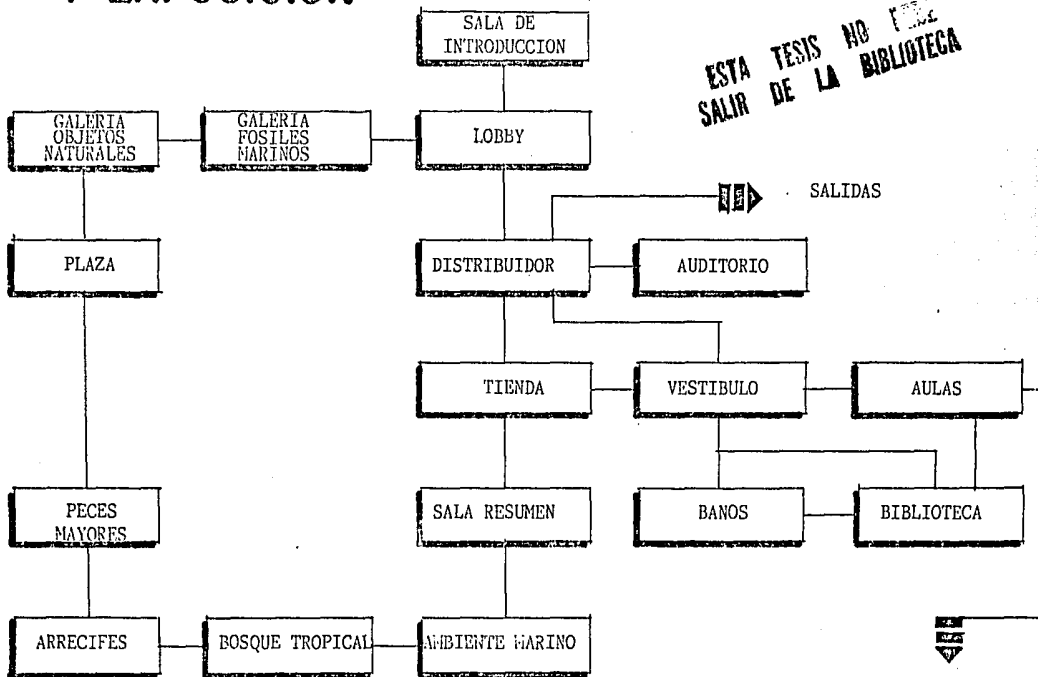 SALA DE
INTRODUCCION
ESTA TESIS NO
SALIR DE LA BIBLIOTECA
GALERIA
OBJETOS
NATURALES
GALERIA
FOSILES
MARINOS
LOBBY
SALIDAS
PLAZA
DISTRIBUIDOR
AUDITORIO
TIENDA
VESTIBULO
AULAS
PECES
MAYORES
SALA RESUMEN
BANOS
BIBLIOTECA
ARRECIFES
BOSQUE TROPICAL
AMBIENTE MARINO